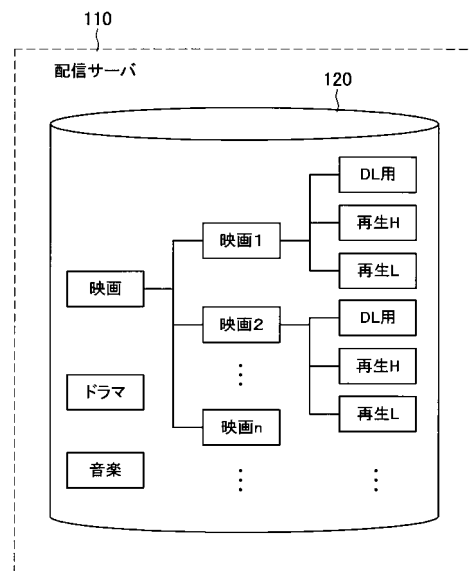 110
配信サーバ
120
DL用
映画1
再生H
再生L
映画
映画2
DL用
再生H
ドラマ
再生L
映画n
音楽